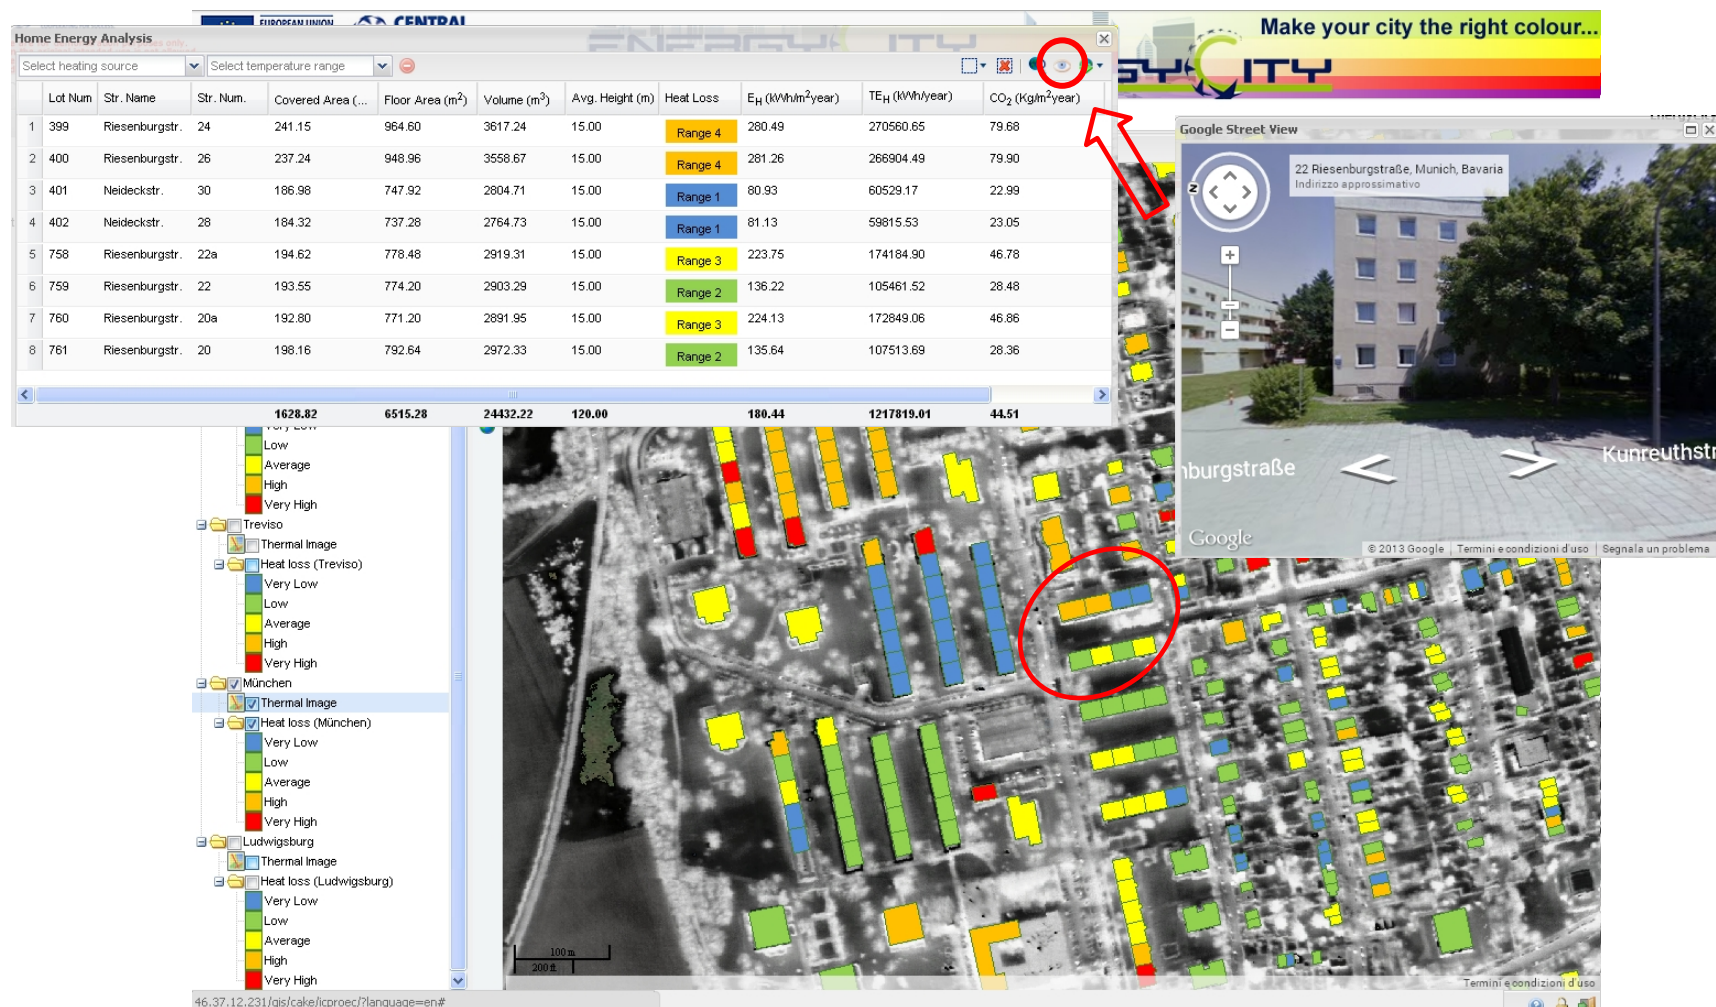 EUROPEAN UNION
CENTRAL
Make your city the right colour...
ENERGY CITY
Home Energy Analysis
Select heating source
Select temperature range
Lot Num Str. Name Str. Num. Covered Area (... Floor Area (m²) Volume (m³) Avg. Height (m) Heat Loss E_H (kWh/m²year) TE_H (kWh/year) CO₂ (Kg/m²year)
1 399 Riesenburgstr. 24 241.15 964.60 3617.24 15.00 Range 4 280.49 270560.65 79.68
2 400 Riesenburgstr. 26 237.24 948.96 3558.67 15.00 Range 4 281.26 266904.49 79.90
3 401 Neideckstr. 30 186.98 747.92 2804.71 15.00 Range 1 80.93 60529.17 22.99
4 402 Neideckstr. 28 184.32 737.28 2764.73 15.00 Range 1 81.13 59815.53 23.05
5 758 Riesenburgstr. 22a 194.62 778.48 2919.31 15.00 Range 3 223.75 174184.90 46.78
6 759 Riesenburgstr. 22 193.55 774.20 2903.29 15.00 Range 2 136.22 105461.52 28.48
7 760 Riesenburgstr. 20a 192.80 771.20 2891.95 15.00 Range 3 224.13 172849.06 46.86
8 761 Riesenburgstr. 20 198.16 792.64 2972.33 15.00 Range 2 135.64 107513.69 28.36
1628.82 6515.28 24432.22 120.00 180.44 1217819.01 44.51
Google Street View
22 Riesenburgstraße, Munich, Bavaria
Indirizzo approssimativo
N
nburgstraße
Kunreuthstr
Google
© 2013 Google Termini e condizioni d'uso Segnala un problema
Very Low
Low
Average
High
Very High
Treviso
Thermal Image
Heat loss (Treviso)
Very Low
Low
Average
High
Very High
München
Thermal Image
Heat loss (München)
Very Low
Low
Average
High
Very High
Ludwigsburg
Thermal Image
Heat loss (Ludwigsburg)
Very Low
Low
Average
High
Very High
100 m
200 ft
Termini e condizioni d'uso
46.37.12.231/gis/cake/icproec/?language=en#